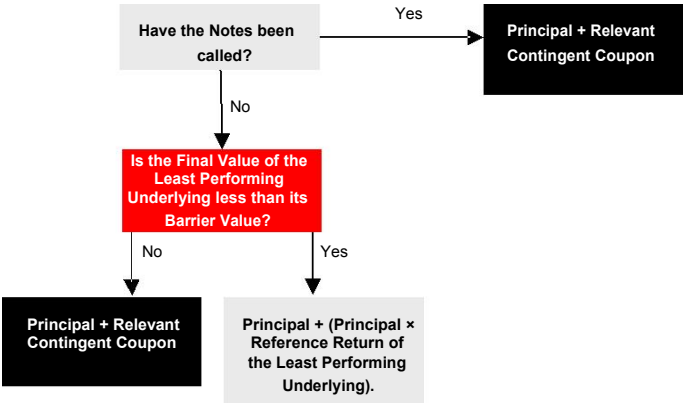 Have the Notes been
called?
Yes
Principal + Relevant
Contingent Coupon
No
Is the Final Value of the
Least Performing
Underlying less than its
Barrier Value?
No
Yes
Principal + Relevant
Contingent Coupon
Principal + (Principal ×
Reference Return of
the Least Performing
Underlying).